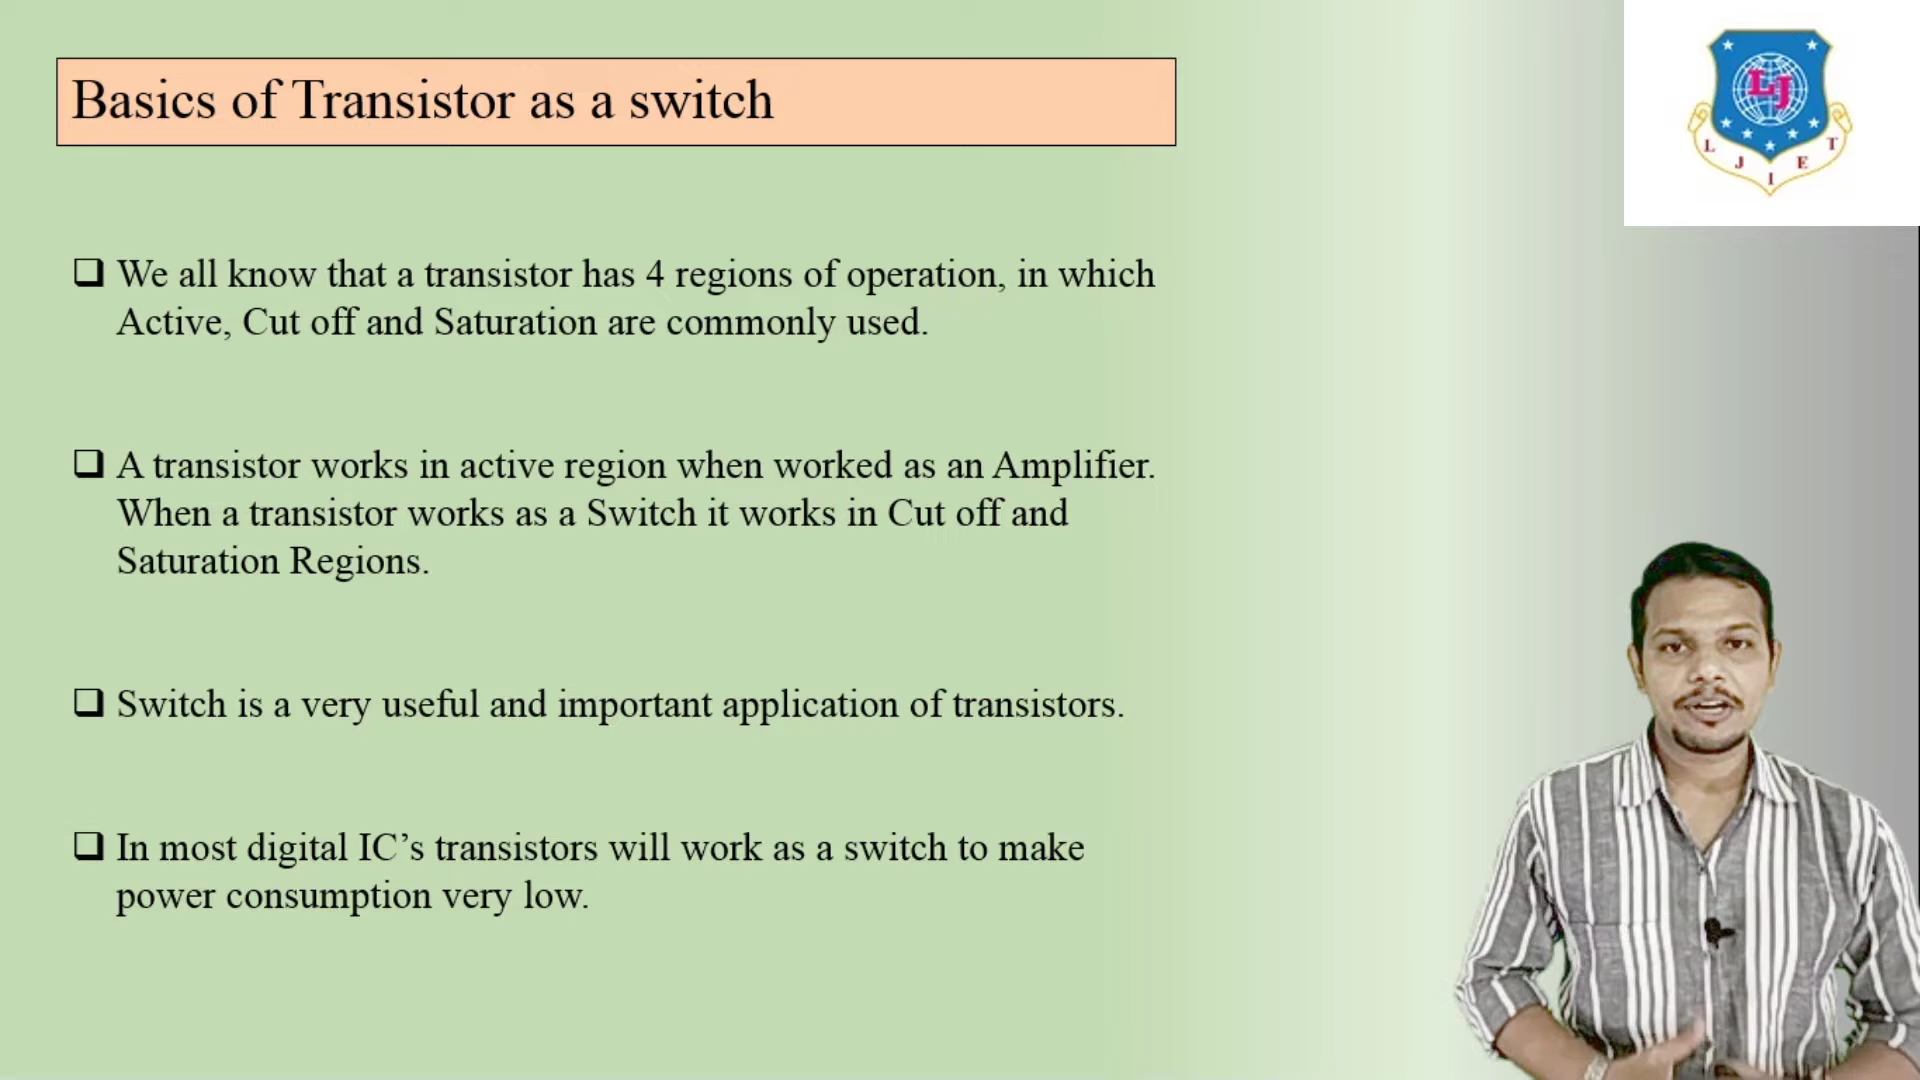 Basics of Transistor as a switch
We all know that a transistor has 4 regions of operation, in which
Active, Cut off and Saturation are commonly used.
A transistor works in active region when worked as an Amplifier.
When a transistor works as a Switch it works in Cut off and
Saturation Regions.
Switch is a very useful and important application of transistors.
In most digital IC’s transistors will work as a switch to make
power consumption very low.
LJ
L J I E T